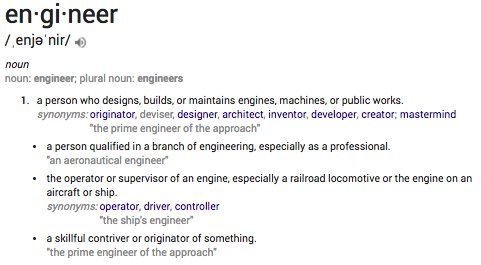 en·gi·neer
/ˌenjəˈnir/
noun
noun: engineer; plural noun: engineers
1. a person who designs, builds, or maintains engines, machines, or public works.
synonyms: originator, deviser, designer, architect, inventor, developer, creator; mastermind
"the prime engineer of the approach"
• a person qualified in a branch of engineering, especially as a professional.
"an aeronautical engineer"
• the operator or supervisor of an engine, especially a railroad locomotive or the engine on an
aircraft or ship.
synonyms: operator, driver, controller
"the ship's engineer"
• a skillful contriver or originator of something.
"the prime engineer of the approach"